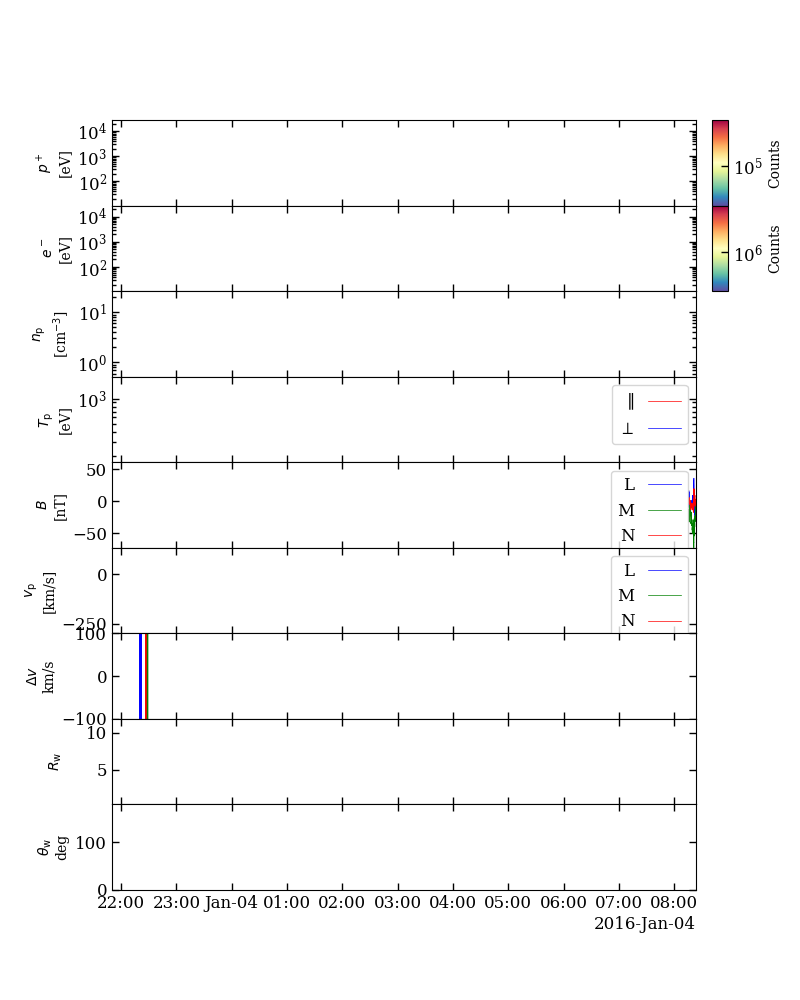 p⁺
[eV]
10⁴
10³
10²
10⁵
Counts
e⁻
[eV]
10⁴
10³
10²
10⁶
Counts
nₚ
[cm⁻³]
10¹
10⁰
Tₚ
[eV]
10³
∥
⊥
B
[nT]
50
0
−50
L
M
N
vₚ
[km/s]
0
−250
L
M
N
Δv
km/s
100
0
−100
R_w
10
5
θ_w
deg
100
0
22:00 23:00 Jan-04 01:00 02:00 03:00 04:00 05:00 06:00 07:00 08:00
2016-Jan-04